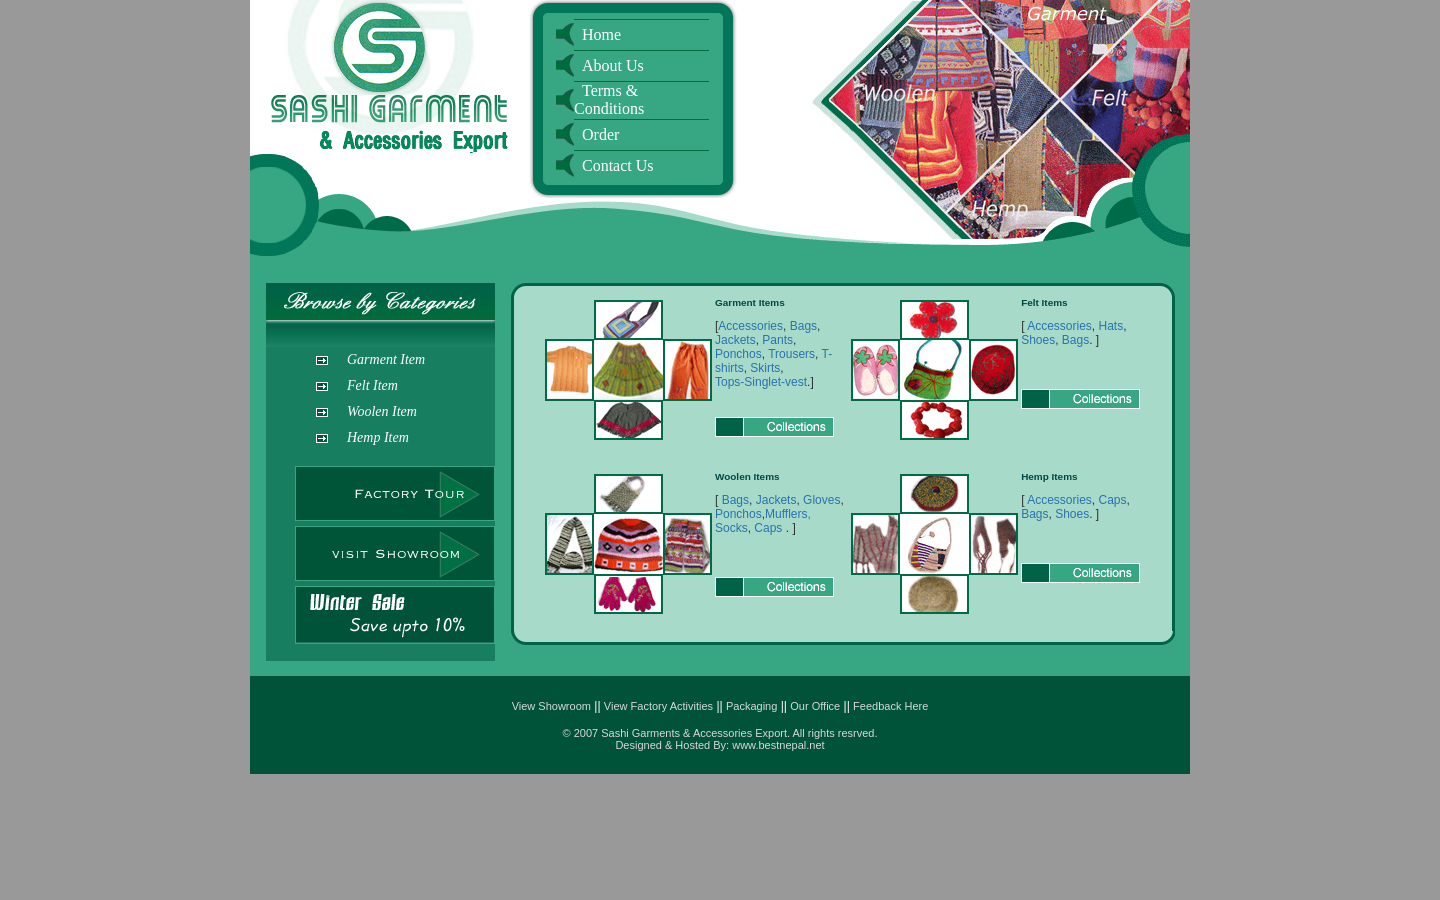 SASHI GARMENT
& Accessories Export
Home
About Us
Terms &
Conditions
Order
Contact Us
Garment
Woolen
Felt
Hemp
Browse by Categories
Garment Item
Felt Item
Woolen Item
Hemp Item
Factory Tour
visit Showroom
Winter Sale
Save upto 10%
Garment Items
[Accessories, Bags,
Jackets, Pants,
Ponchos, Trousers, T-
shirts, Skirts,
Tops-Singlet-vest.]
Collections
Felt Items
[ Accessories, Hats,
Shoes, Bags. ]
Collections
Woolen Items
[ Bags, Jackets, Gloves,
Ponchos,Mufflers,
Socks, Caps . ]
Collections
Hemp Items
[ Accessories, Caps,
Bags, Shoes. ]
Collections
View Showroom || View Factory Activities || Packaging || Our Office || Feedback Here
© 2007 Sashi Garments & Accessories Export. All rights resrved.
Designed & Hosted By: www.bestnepal.net